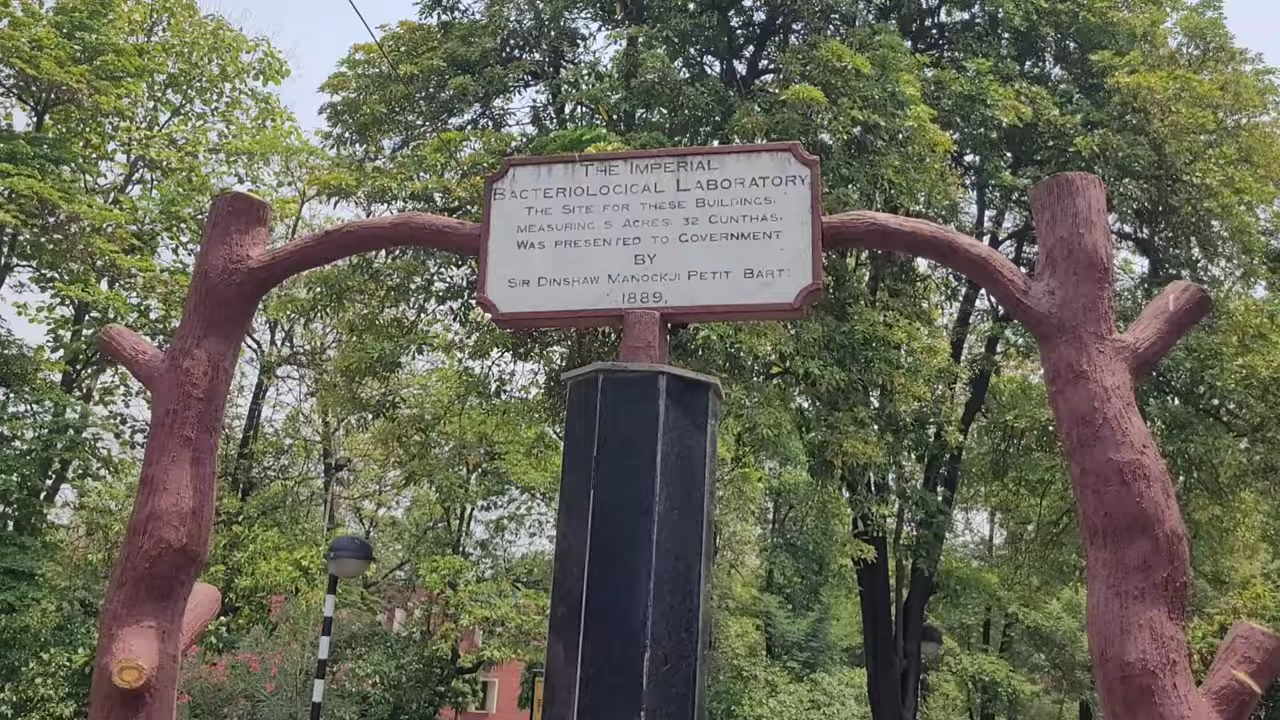 THE IMPERIAL
BACTERIOLOGICAL LABORATORY
THE SITE FOR THESE BUILDINGS.
MEASURING 5 ACRES. 32 GUNTHAS.
WAS PRESENTED TO GOVERNMENT
BY
SIR DINSHAW MANOCKJI PETIT. BART:
1889.